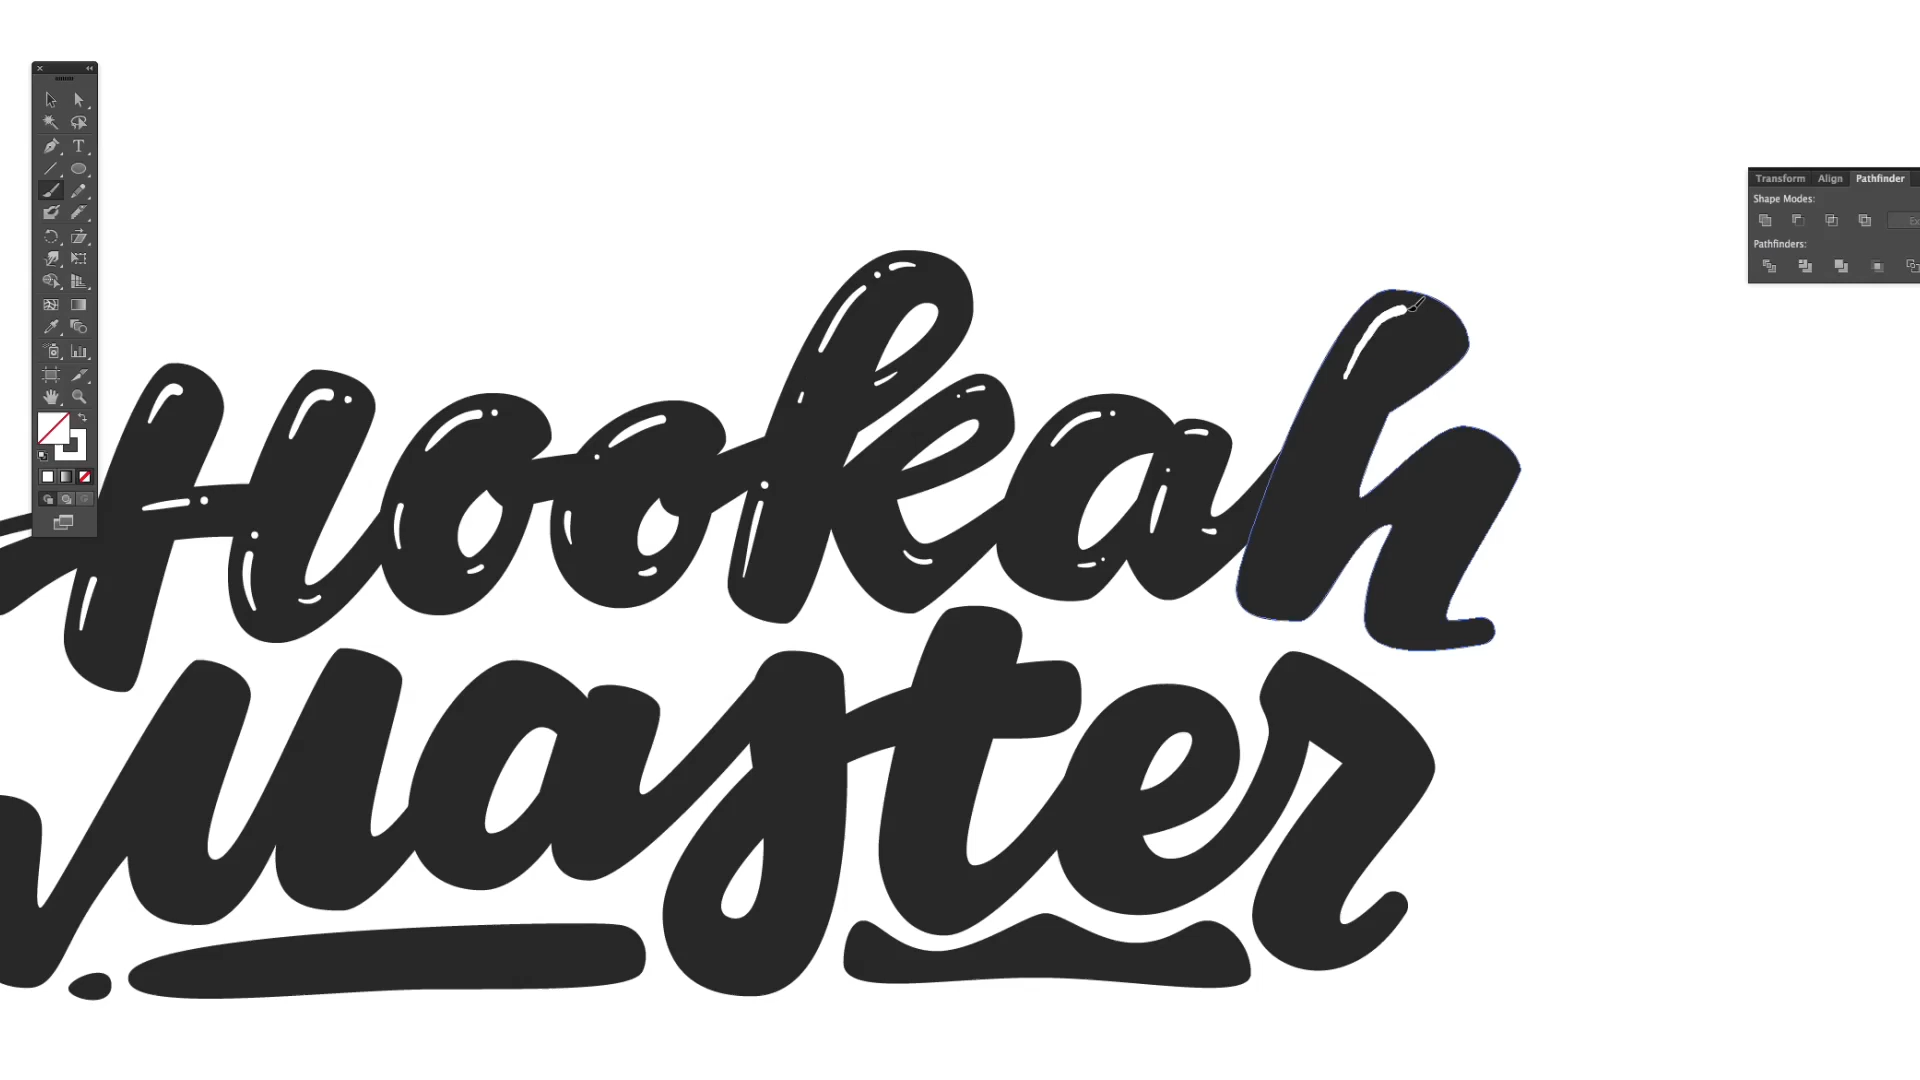 Transform Align Pathfinder
Shape Modes:
Pathfinders:
Hookah
Master